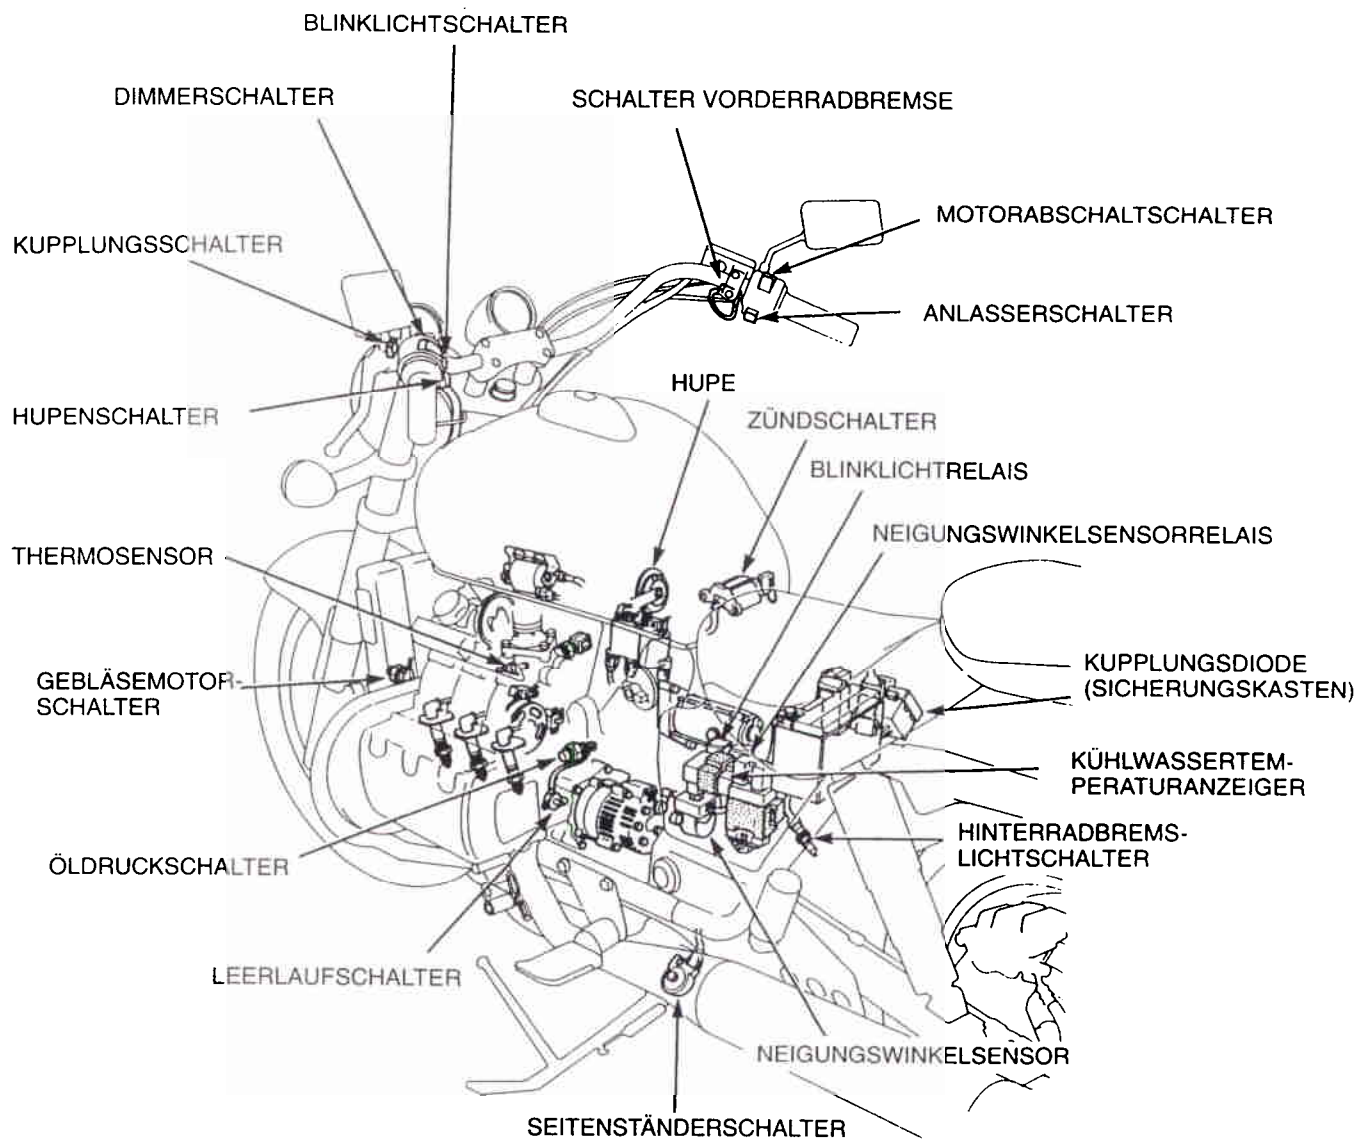 BLINKLICHTSCHALTER
DIMMERSCHALTER
SCHALTER VORDERRADBREMSE
MOTORABSCHALTSCHALTER
KUPPLUNGSSCHALTER
ANLASSERSCHALTER
HUPE
HUPENSCHALTER
ZÜNDSCHALTER
BLINKLICHTRELAIS
NEIGUNGSWINKELSENSORRELAIS
THERMOSENSOR
GEBLÄSEMOTOR-
SCHALTER
KUPPLUNGSDIODE
(SICHERUNGSKASTEN)
KÜHLWASSERTEM-
PERATURANZEIGER
HINTERRADBREMS-
LICHTSCHALTER
ÖLDRUCKSCHALTER
LEERLAUFSCHALTER
NEIGUNGSWINKELSENSOR
SEITENSTÄNDERSCHALTER